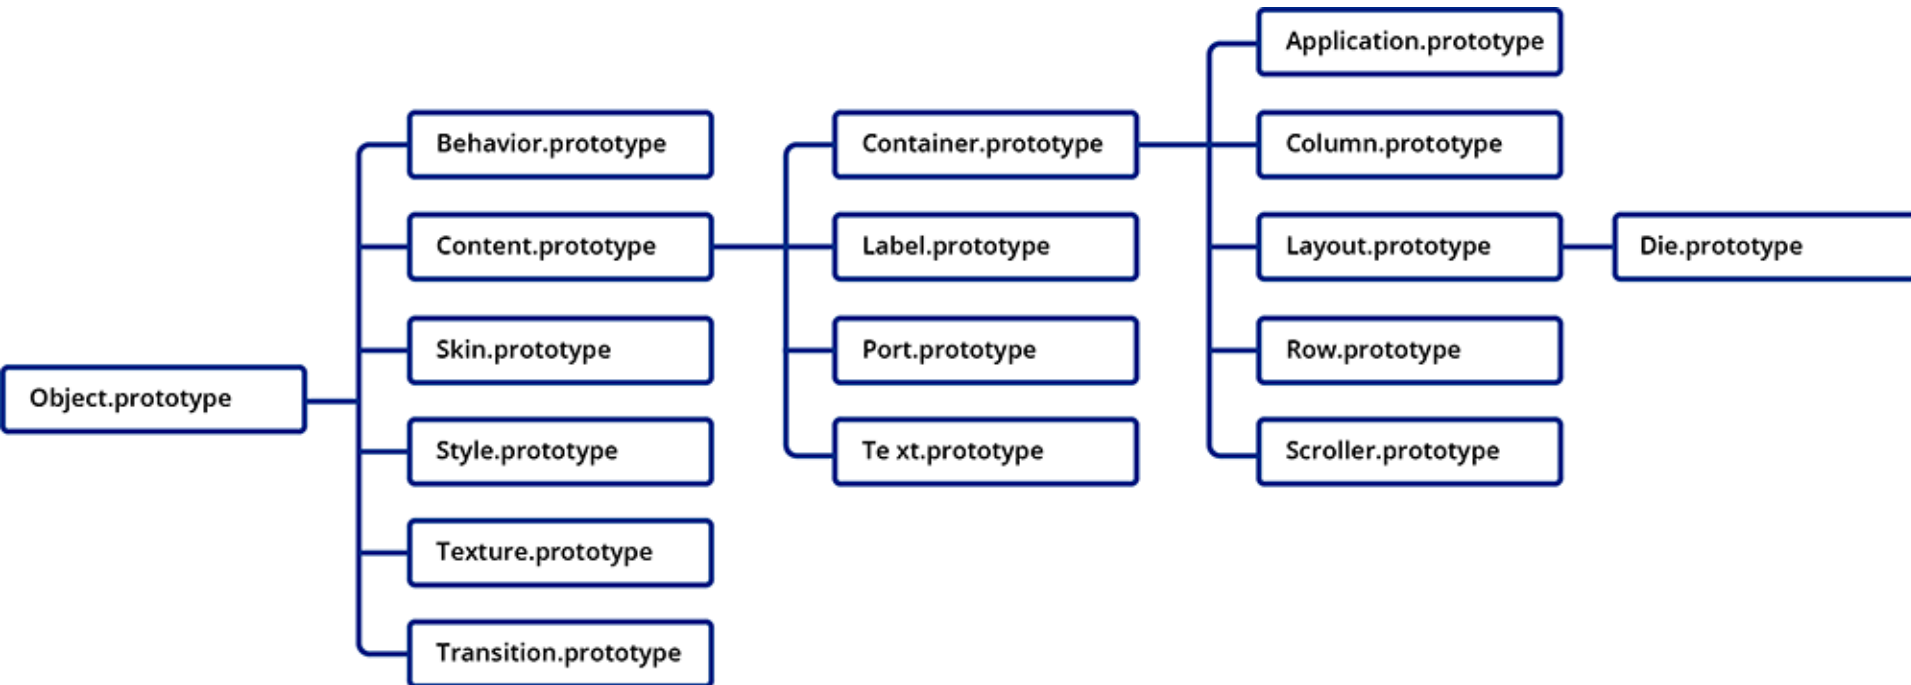 Object.prototype
Behavior.prototype
Content.prototype
Skin.prototype
Style.prototype
Texture.prototype
Transition.prototype
Container.prototype
Label.prototype
Port.prototype
Te xt.prototype
Application.prototype
Column.prototype
Layout.prototype
Row.prototype
Scroller.prototype
Die.prototype